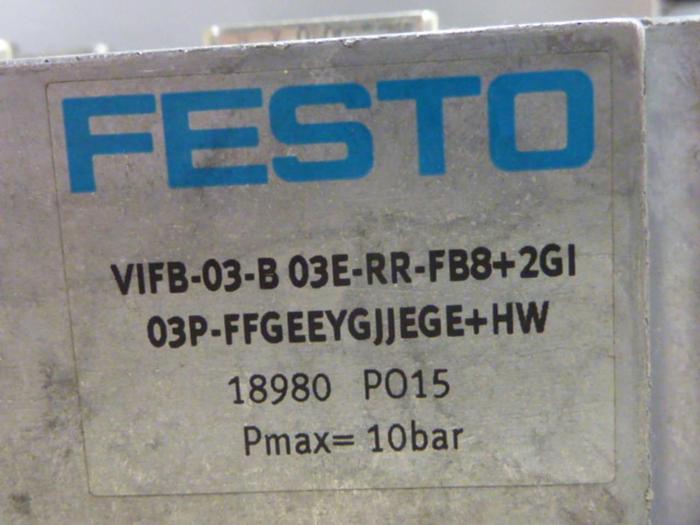 FESTO
VIFB-03-B 03E-RR-FB8+2GI
03P-FFGEEYGJJEGE+HW
18980 PO15
Pmax= 10bar